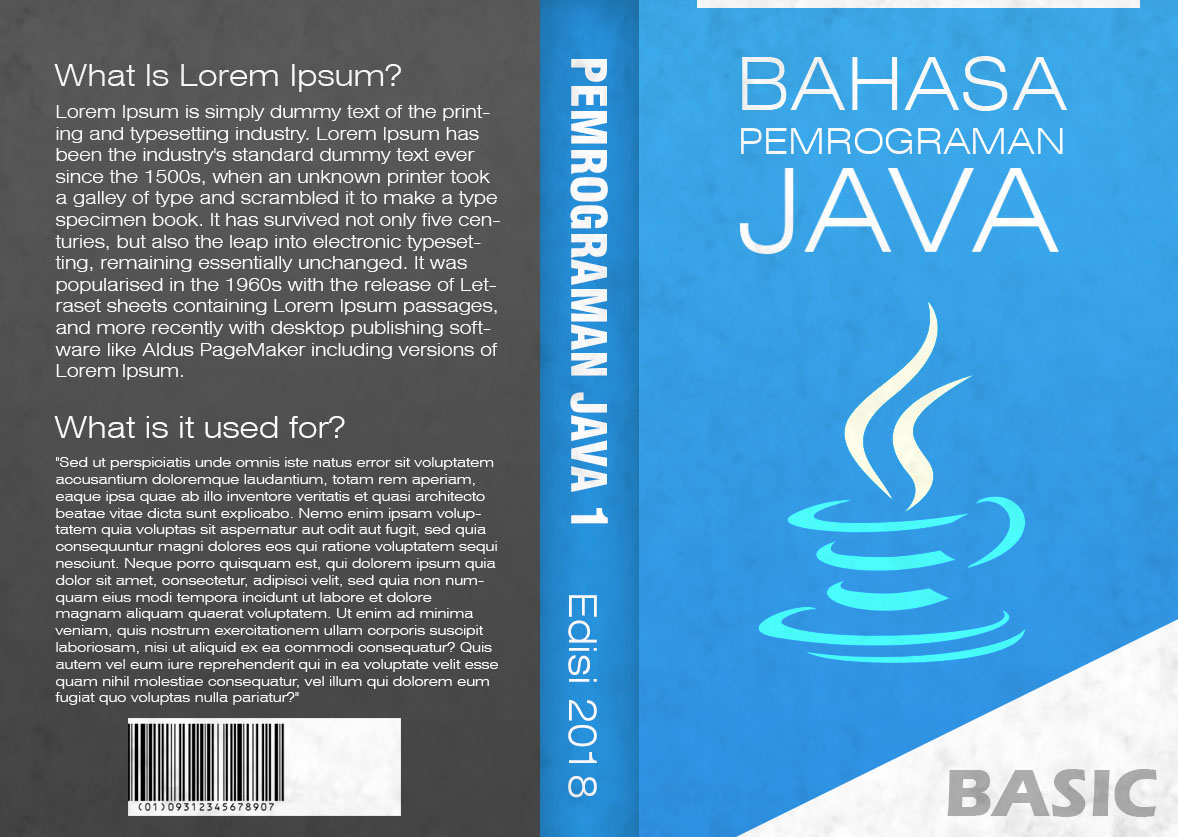 What Is Lorem Ipsum?
Lorem Ipsum is simply dummy text of the print-
ing and typesetting industry. Lorem Ipsum has
been the industry's standard dummy text ever
since the 1500s, when an unknown printer took
a galley of type and scrambled it to make a type
specimen book. It has survived not only five cen-
turies, but also the leap into electronic typeset-
ting, remaining essentially unchanged. It was
popularised in the 1960s with the release of Let-
raset sheets containing Lorem Ipsum passages,
and more recently with desktop publishing soft-
ware like Aldus PageMaker including versions of
Lorem Ipsum.
What is it used for?
"Sed ut perspiciatis unde omnis iste natus error sit voluptatem
accusantium doloremque laudantium, totam rem aperiam,
eaque ipsa quae ab illo inventore veritatis et quasi architecto
beatae vitae dicta sunt explicabo. Nemo enim ipsam volup-
tatem quia voluptas sit aspernatur aut odit aut fugit, sed quia
consequuntur magni dolores eos qui ratione voluptatem sequi
nesciunt. Neque porro quisquam est, qui dolorem ipsum quia
dolor sit amet, consectetur, adipisci velit, sed quia non num-
quam eius modi tempora incidunt ut labore et dolore
magnam aliquam quaerat voluptatem. Ut enim ad minima
veniam, quis nostrum exercitationem ullam corporis suscipit
laboriosam, nisi ut aliquid ex ea commodi consequatur? Quis
autem vel eum iure reprehenderit qui in ea voluptate velit esse
quam nihil molestiae consequatur, vel illum qui dolorem eum
fugiat quo voluptas nulla pariatur?"
(01)09312345678907
PEMROGRAMAN JAVA 1
Edisi 2018
BAHASA
PEMROGRAMAN
JAVA
BASIC